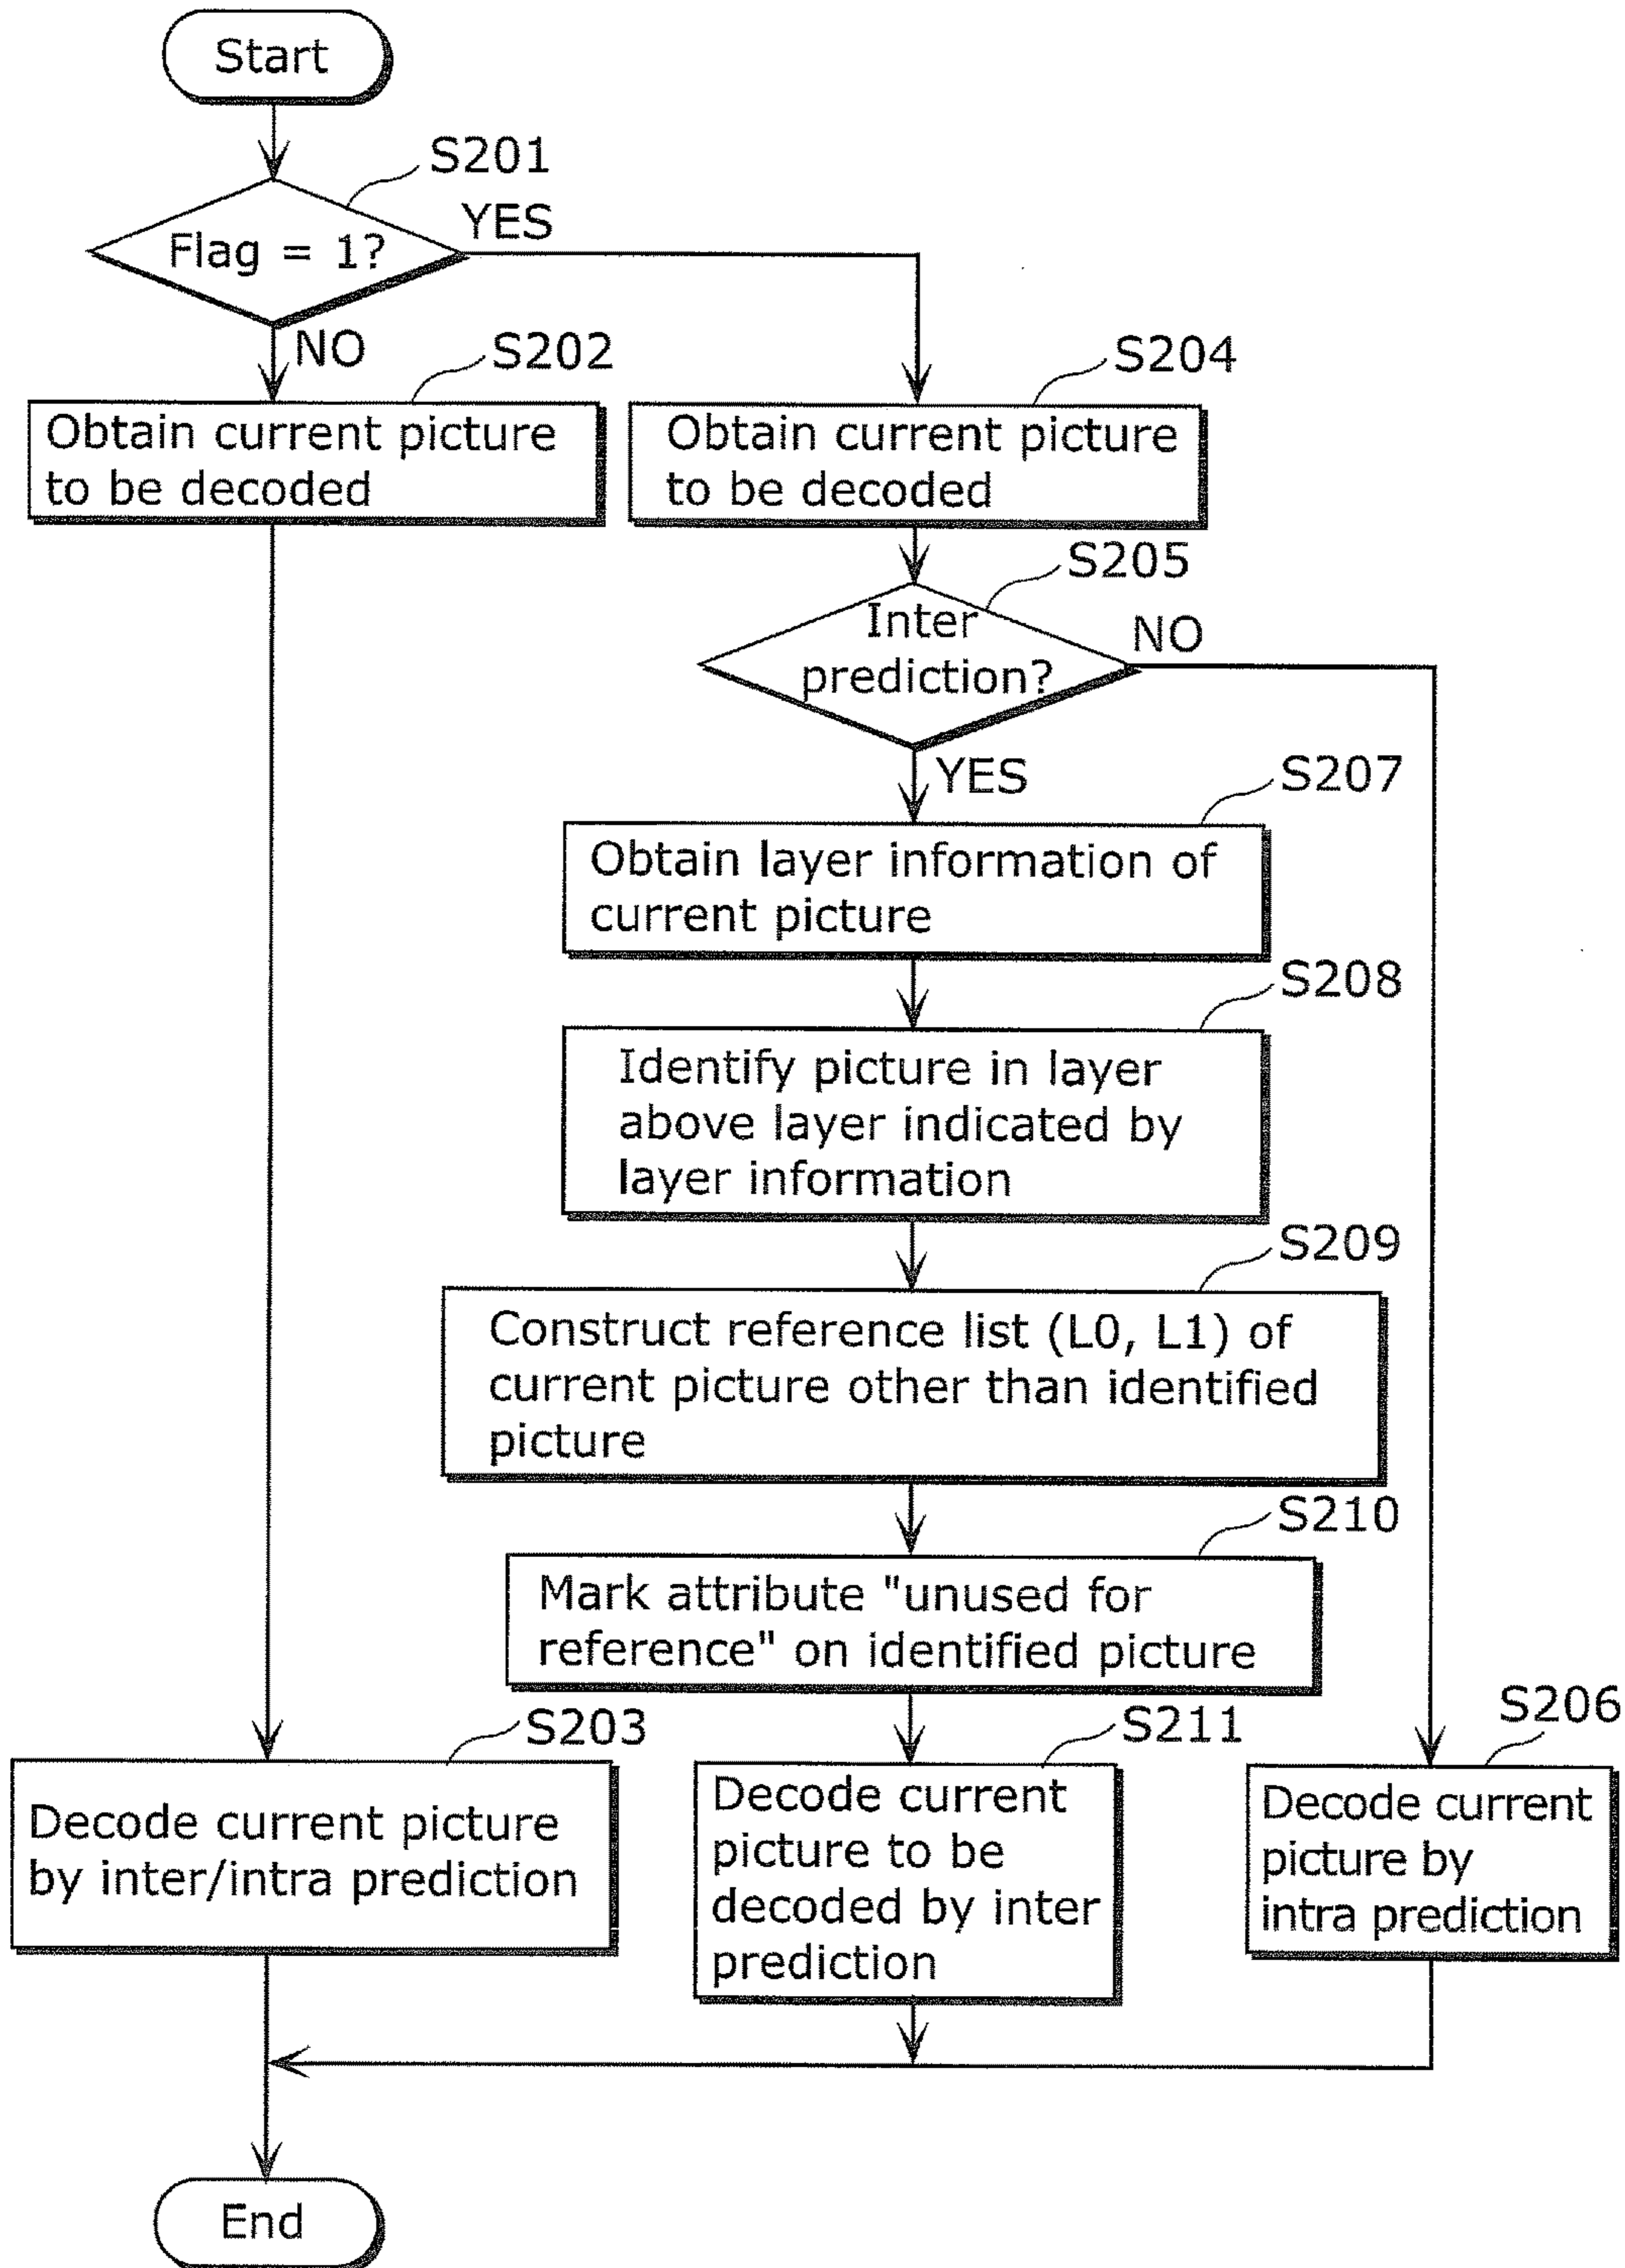 Start
S201
Flag = 1?
YES
NO
S202
Obtain current picture
to be decoded
S204
Obtain current picture
to be decoded
S205
Inter
prediction?
NO
YES
S207
Obtain layer information of
current picture
S208
Identify picture in layer
above layer indicated by
layer information
S209
Construct reference list (L0, L1) of
current picture other than identified
picture
S210
Mark attribute "unused for
reference" on identified picture
S203
Decode current picture
by inter/intra prediction
S211
Decode current
picture to be
decoded by inter
prediction
S206
Decode current
picture by
intra prediction
End